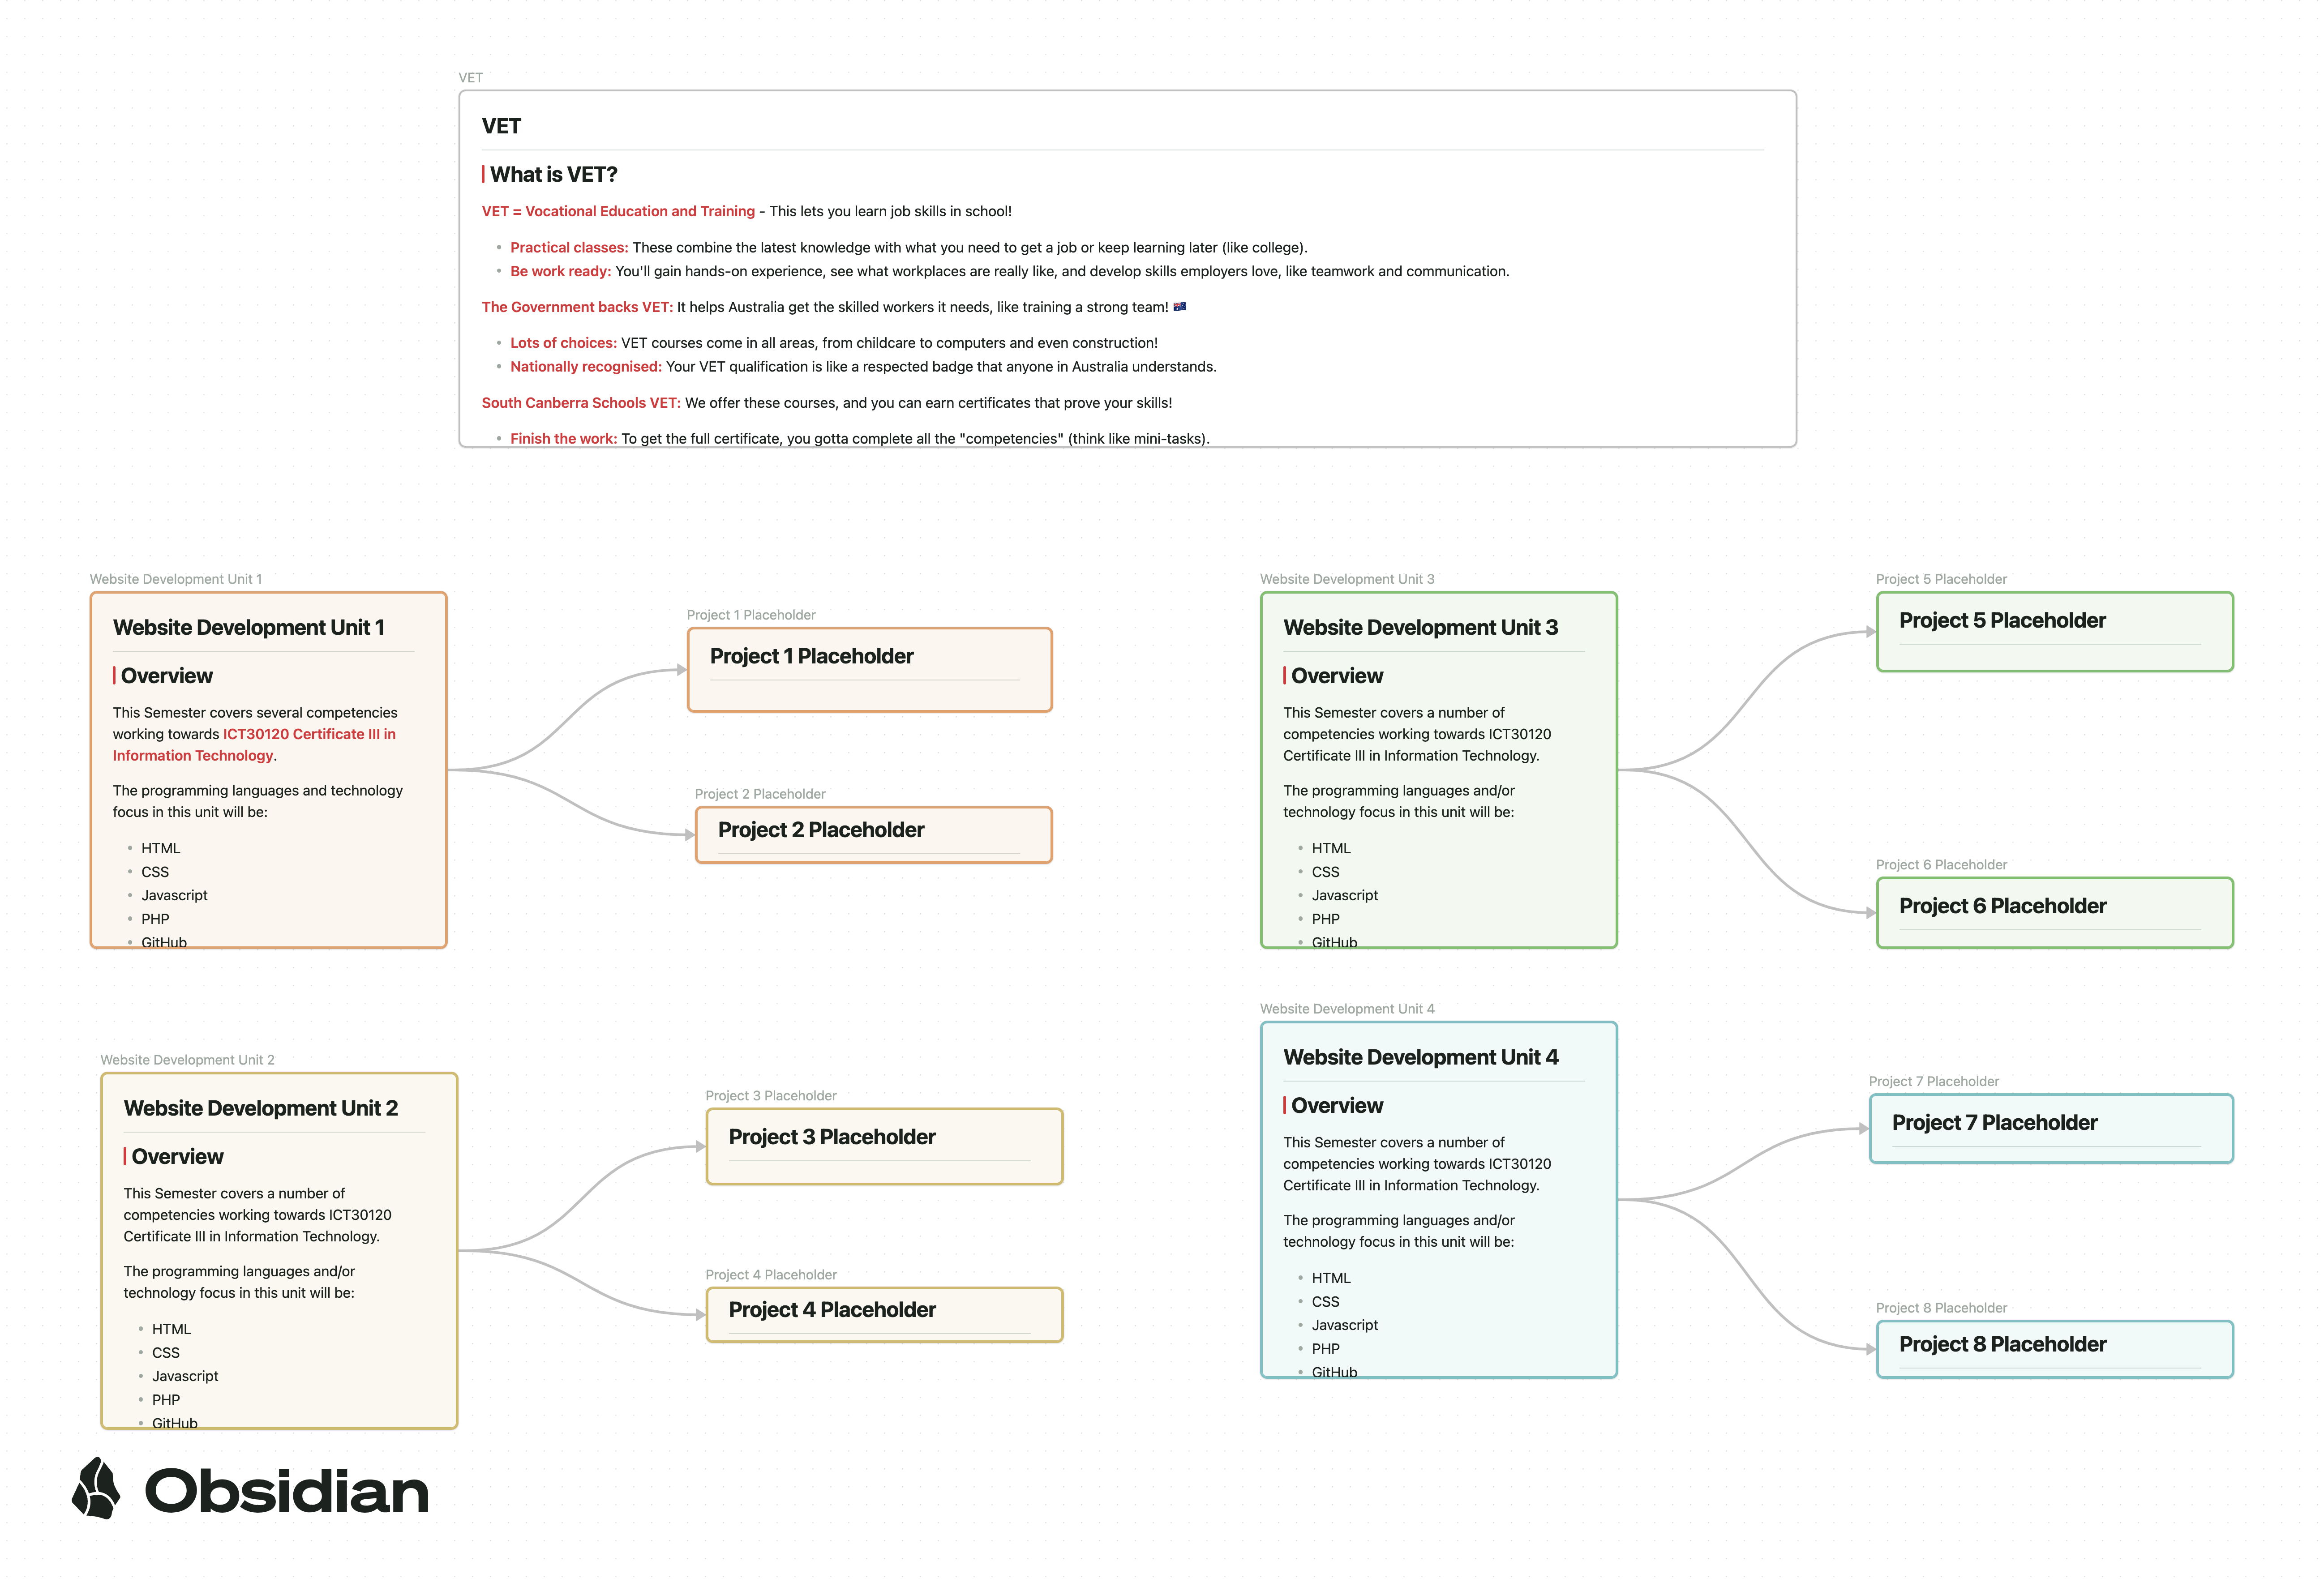 VET
VET
What is VET?
VET = Vocational Education and Training - This lets you learn job skills in school!
• Practical classes: These combine the latest knowledge with what you need to get a job or keep learning later (like college).
• Be work ready: You'll gain hands-on experience, see what workplaces are really like, and develop skills employers love, like teamwork and communication.
The Government backs VET: It helps Australia get the skilled workers it needs, like training a strong team! 🇦🇺
• Lots of choices: VET courses come in all areas, from childcare to computers and even construction!
• Nationally recognised: Your VET qualification is like a respected badge that anyone in Australia understands.
South Canberra Schools VET: We offer these courses, and you can earn certificates that prove your skills!
• Finish the work: To get the full certificate, you gotta complete all the "competencies" (think like mini-tasks).
Website Development Unit 1
Website Development Unit 1
Overview
This Semester covers several competencies
working towards ICT30120 Certificate III in
Information Technology.
The programming languages and technology
focus in this unit will be:
• HTML
• CSS
• Javascript
• PHP
• GitHub
Project 1 Placeholder
Project 1 Placeholder
Project 2 Placeholder
Project 2 Placeholder
Website Development Unit 3
Website Development Unit 3
Overview
This Semester covers a number of
competencies working towards ICT30120
Certificate III in Information Technology.
The programming languages and/or
technology focus in this unit will be:
• HTML
• CSS
• Javascript
• PHP
• GitHub
Project 5 Placeholder
Project 5 Placeholder
Project 6 Placeholder
Project 6 Placeholder
Website Development Unit 2
Website Development Unit 2
Overview
This Semester covers a number of
competencies working towards ICT30120
Certificate III in Information Technology.
The programming languages and/or
technology focus in this unit will be:
• HTML
• CSS
• Javascript
• PHP
• GitHub
Project 3 Placeholder
Project 3 Placeholder
Project 4 Placeholder
Project 4 Placeholder
Website Development Unit 4
Website Development Unit 4
Overview
This Semester covers a number of
competencies working towards ICT30120
Certificate III in Information Technology.
The programming languages and/or
technology focus in this unit will be:
• HTML
• CSS
• Javascript
• PHP
• GitHub
Project 7 Placeholder
Project 7 Placeholder
Project 8 Placeholder
Project 8 Placeholder
Obsidian